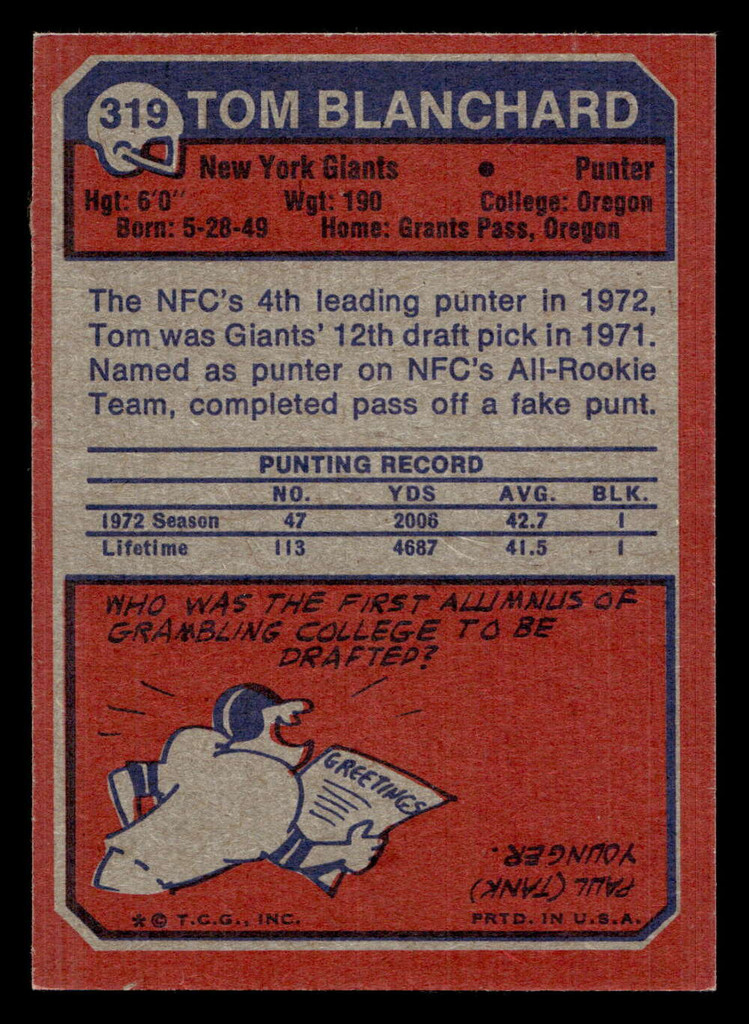 319 TOM BLANCHARD
New York Giants • Punter
Hgt: 6'0" Wgt: 190 College: Oregon
Born: 5-28-49 Home: Grants Pass, Oregon
The NFC's 4th leading punter in 1972,
Tom was Giants' 12th draft pick in 1971.
Named as punter on NFC's All-Rookie
Team, completed pass off a fake punt.
PUNTING RECORD
NO. YDS AVG. BLK.
1972 Season 47 2006 42.7 1
Lifetime 113 4687 41.5 1
WHO WAS THE FIRST ALUMNUS OF
GRAMBLING COLLEGE TO BE
DRAFTED?
GREETINGS
PAUL (TANK)
YOUNGER.
* © T.C.G., INC. PRTD. IN U.S.A.